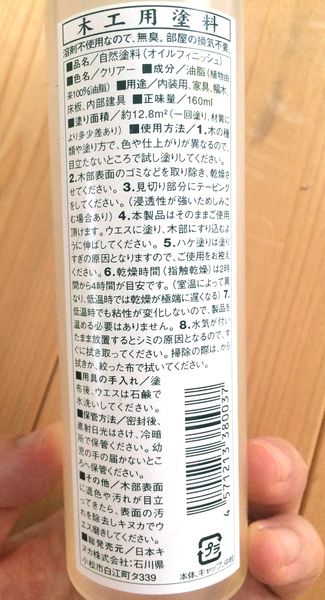 木工用塗料
溶剤不使用なので、無臭。部屋の換気不要。
■品名／自然塗料（オイルフィニッシュ）
■色名／クリアー■成分／油脂（植物由
来100％油脂）■用途／内装用、家具、幅木、
床板、内部建具■正味量／160ml
■塗り面積／約12.8m²（一回塗り、材質に
より多少差あり）■使用方法／1.木の種
類や塗り方で、色や仕上がりが異なるので、
目立たないところで試し塗りしてください。
2.木部表面のゴミなどを取り除き、乾燥さ
せてください。3.見切り部分にテーピング
をしてください。（浸透性が強いためしみこ
む場合あり）4.本製品はそのままご使用
頂けます。ウエスに塗り、木部にすり込むよ
うに伸ばしてください。5.ハケ塗りは塗り
すぎの原因となりますので、ご使用をお控え
ください。6.乾燥時間（指触乾燥）は2時
間から4時間が目安です。（室温によって異
なり、低温時では乾燥が極端に遅くなる）7.
低温時でも粘性が変化しないので、製品を
温める必要はありません。8.水気が付い
たまま放置するとシミの原因となるので、す
ぐに拭き取ってください。掃除の際は、から
拭きか、絞った布で拭いてください。
■用具の手入れ／塗
布後、ウエスは石鹸で
水洗いしてください。
■保管方法／密封後、
直射日光はさけ、冷暗
所で保管ください。幼
児の手の届かないとこ
ろへ保管ください。
■その他／木部表面
に退色や汚れが目立
ってきたら、表面の汚
れを除去しキヌカでウ
エス磨きしてください。
■総発売元／日本キ
ヌカ株式会社／石川県
小松市白江町タ339
4571273389037
プラ
本体、キャップ、中栓